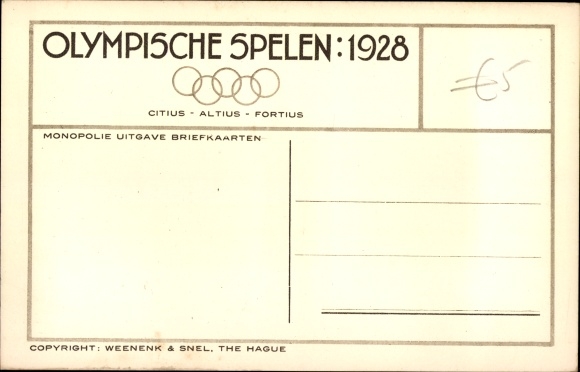 OLYMPISCHE SPELEN: 1928
€5
CITIUS - ALTIUS - FORTIUS
MONOPOLIE UITGAVE BRIEFKAARTEN
COPYRIGHT: WEENENK & SNEL, THE HAGUE